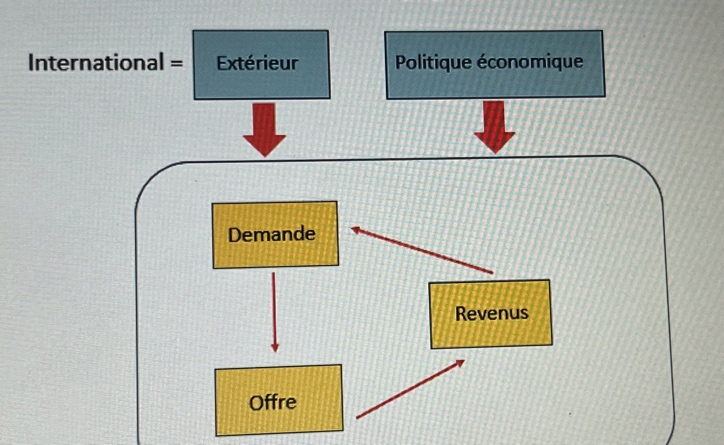 International = Extérieur Politique économique
Demande
Revenus
Offre